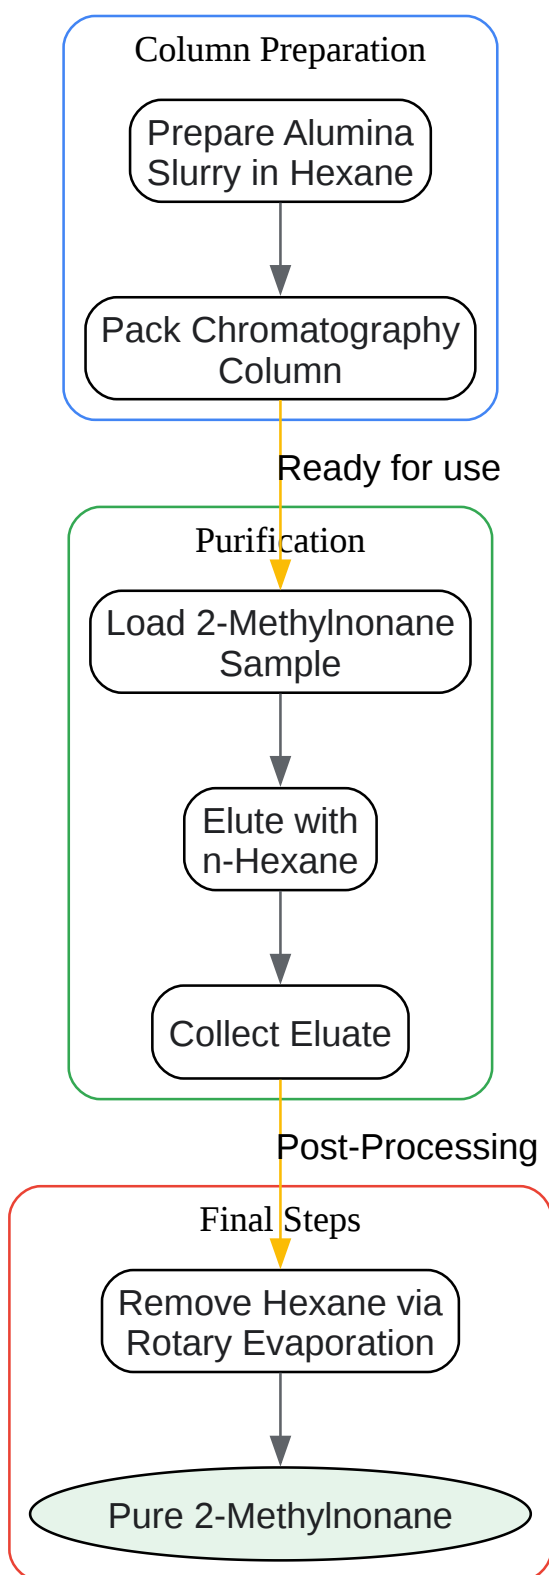 Column Preparation
Prepare Alumina
Slurry in Hexane
Pack Chromatography
Column
Ready for use
Purification
Load 2-Methylnonane
Sample
Elute with
n-Hexane
Collect Eluate
Post-Processing
Final Steps
Remove Hexane via
Rotary Evaporation
Pure 2-Methylnonane